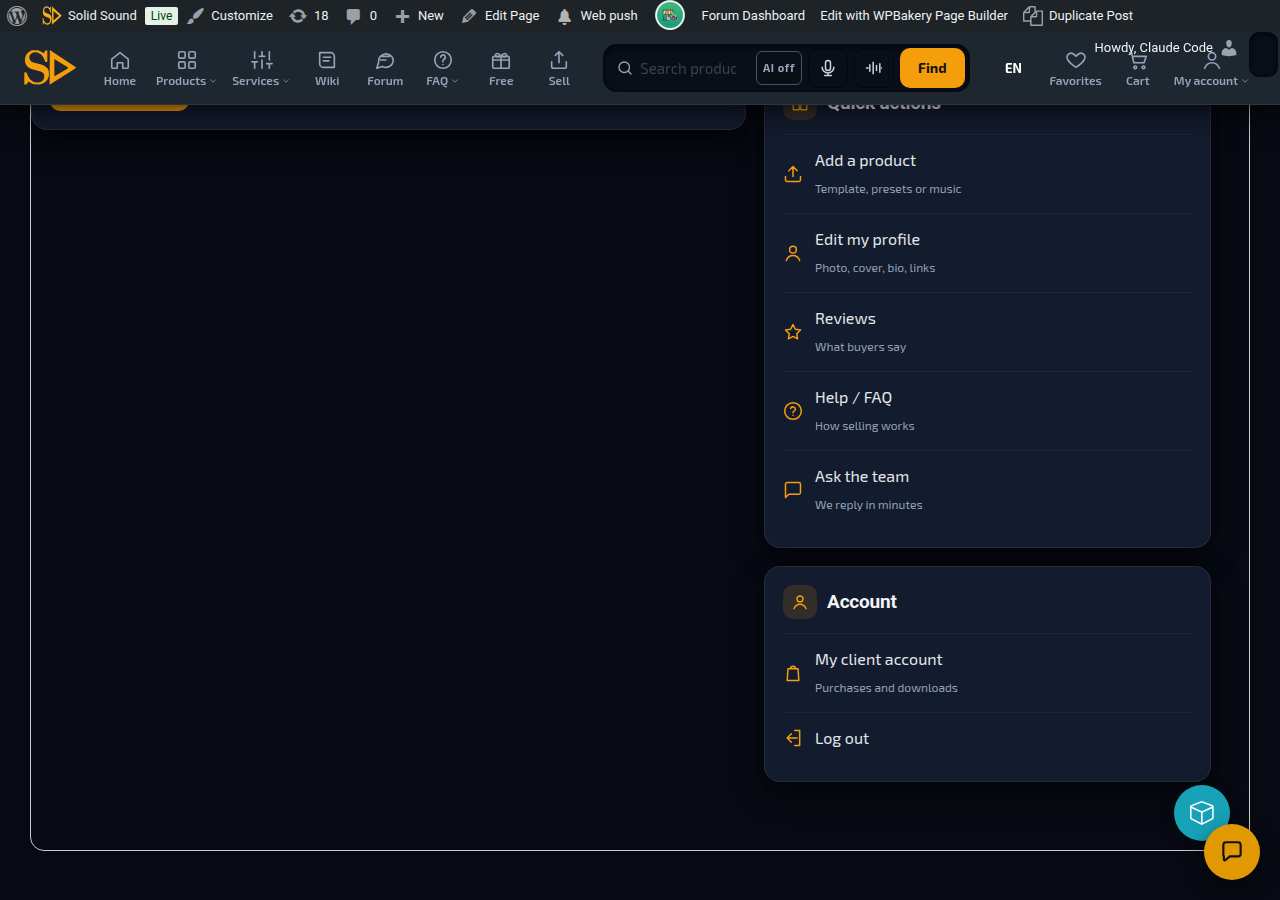 Solid Sound Live Customize 18 0 New Edit Page Web push Forum Dashboard Edit with WPBakery Page Builder Duplicate Post
Howdy, Claude Code
Home Products Services Wiki Forum FAQ Free Sell Search produc AI off Find EN Favorites Cart My account
Quick actions
Add a product
Template, presets or music
Edit my profile
Photo, cover, bio, links
Reviews
What buyers say
Help / FAQ
How selling works
Ask the team
We reply in minutes
Account
My client account
Purchases and downloads
Log out